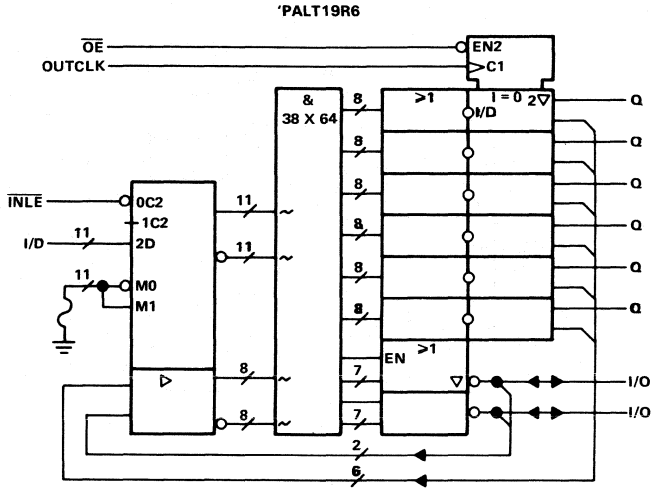 'PALT19R6
OE
EN2
OUTCLK
C1
&
38 X 64
8
≥1
I = 0
2▽
Q
I/D
8
Q
8
Q
INLE
0C2
1C2
11
I/D
11
2D
11
8
Q
11
M0
M1
8
Q
8
Q
EN
≥1
▷
8
7
▽
I/O
8
7
I/O
2
6